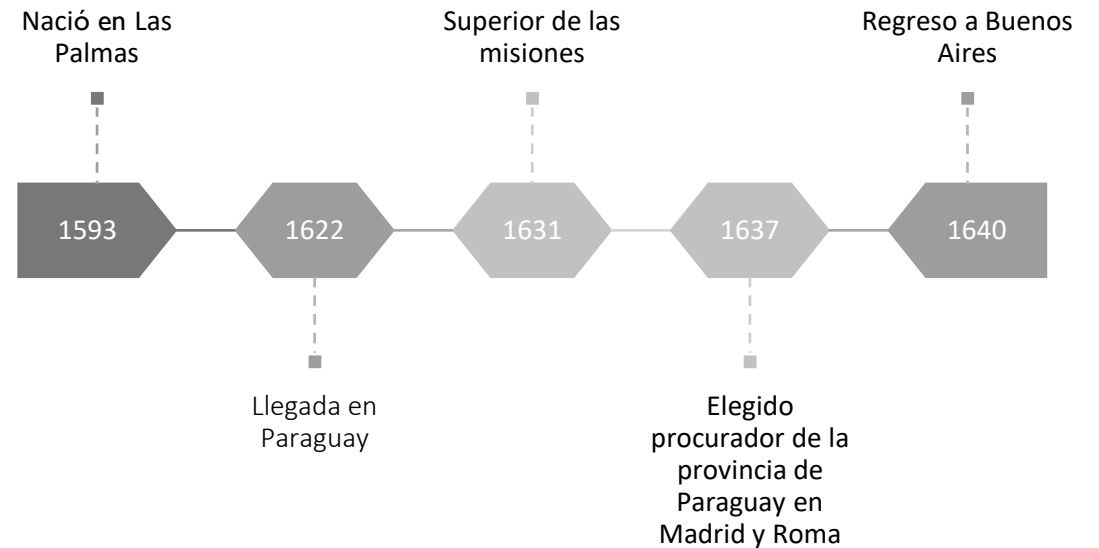 Nació en Las
Palmas
Superior de las
misiones
Regreso a Buenos
Aires
1593
1622
1631
1637
1640
Llegada en
Paraguay
Elegido
procurador de la
provincia de
Paraguay en
Madrid y Roma